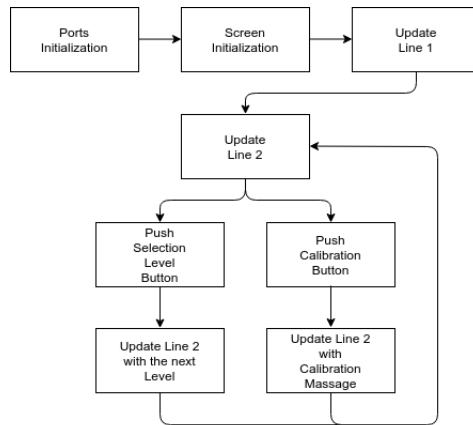 Ports
Initialization
Screen
Initialization
Update
Line 1
Update
Line 2
Push
Selection
Level
Button
Push
Calibration
Button
Update Line 2
with the next
Level
Update Line 2
with
Calibration
Massage